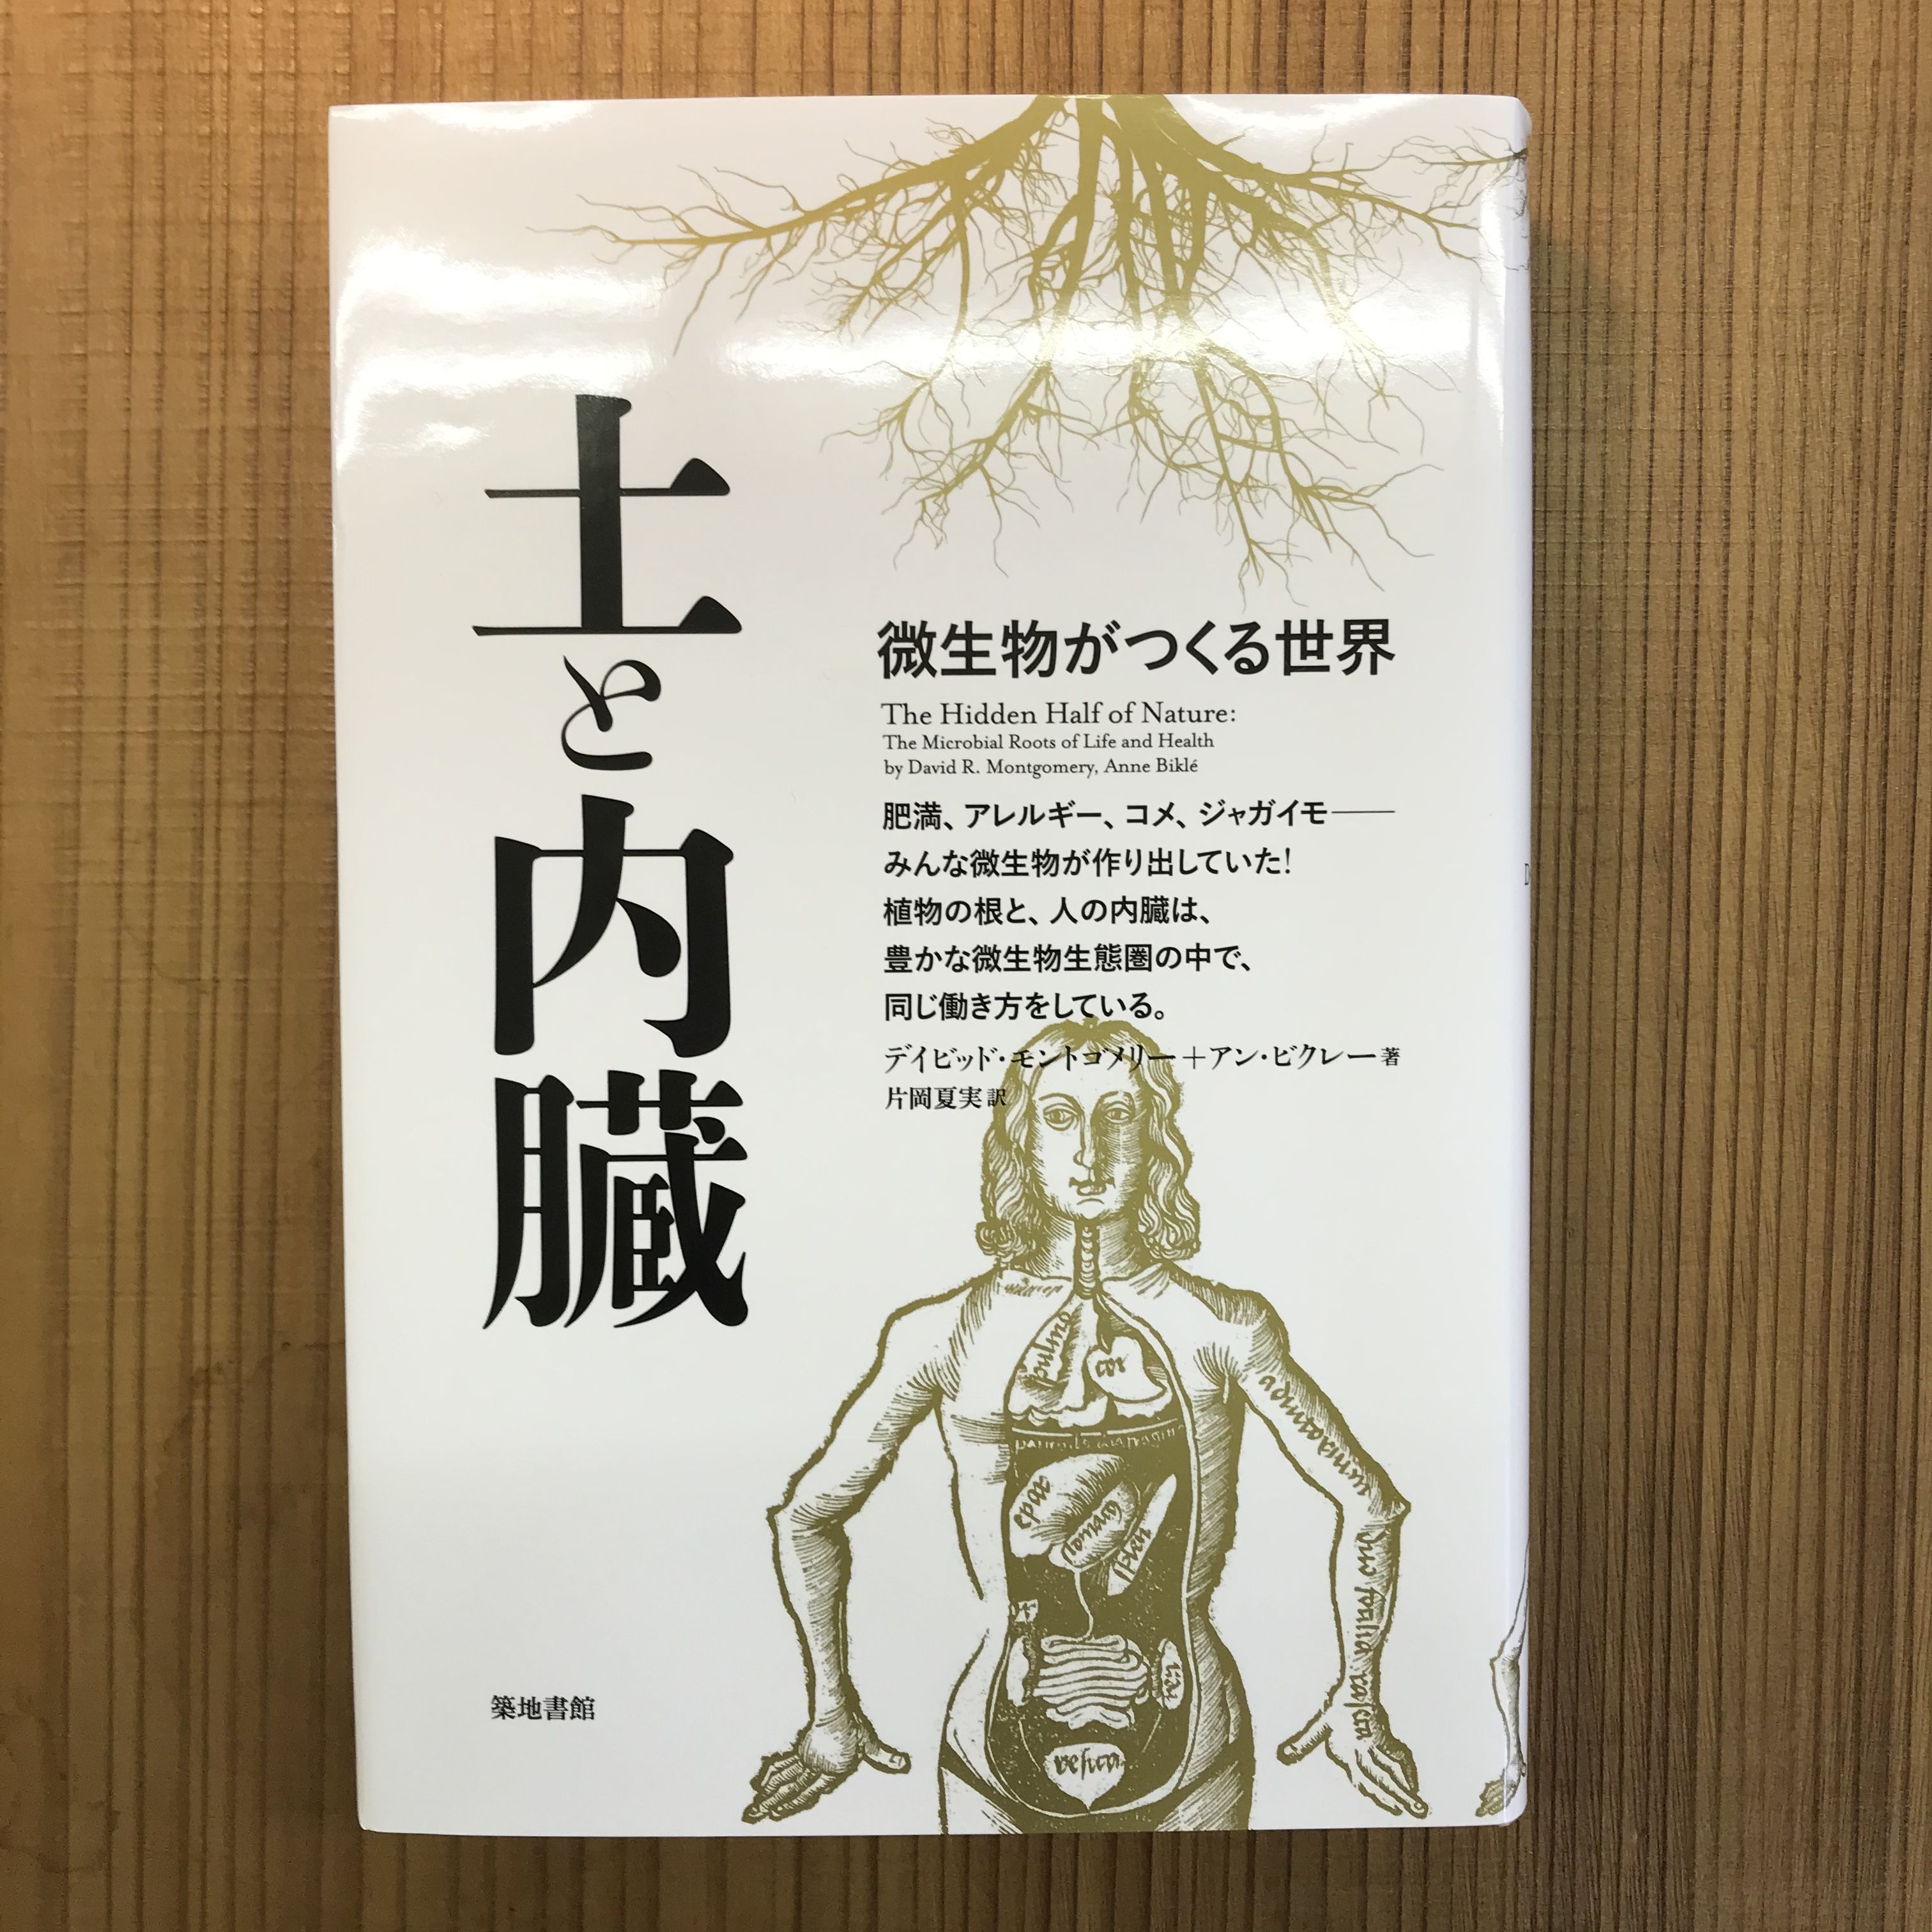 土と内臓
微生物がつくる世界
The Hidden Half of Nature:
The Microbial Roots of Life and Health
by David R. Montgomery, Anne Biklé
肥満、アレルギー、コメ、ジャガイモ──
みんな微生物が作り出していた!
植物の根と、人の内臓は、
豊かな微生物生態圏の中で、
同じ働き方をしている。
デイビッド・モントゴメリー+アン・ビクレー 著
片岡夏実 訳
pulmo
cor
adiutorium
epar
splen
vesica
築地書館